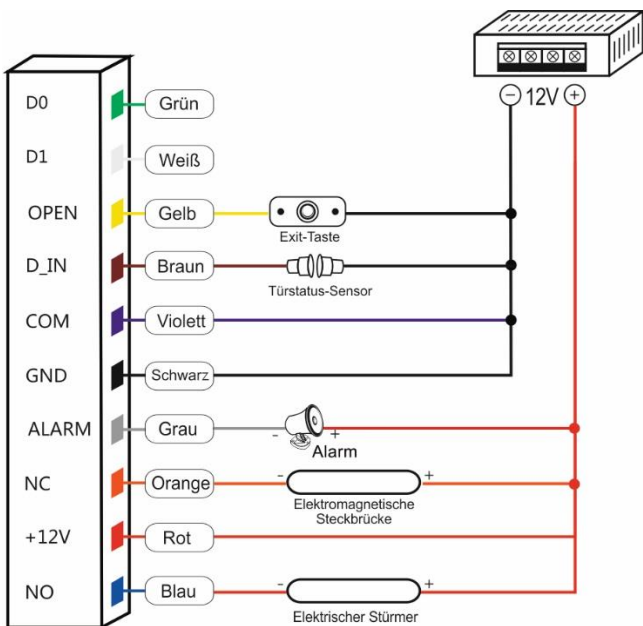 − 12V +
D0 Grün
D1 Weiß
OPEN Gelb
Exit-Taste
D_IN Braun
Türstatus-Sensor
COM Violett
GND Schwarz
ALARM Grau - +
Alarm
NC Orange - +
Elektromagnetische
Steckbrücke
+12V Rot
NO Blau - +
Elektrischer Stürmer